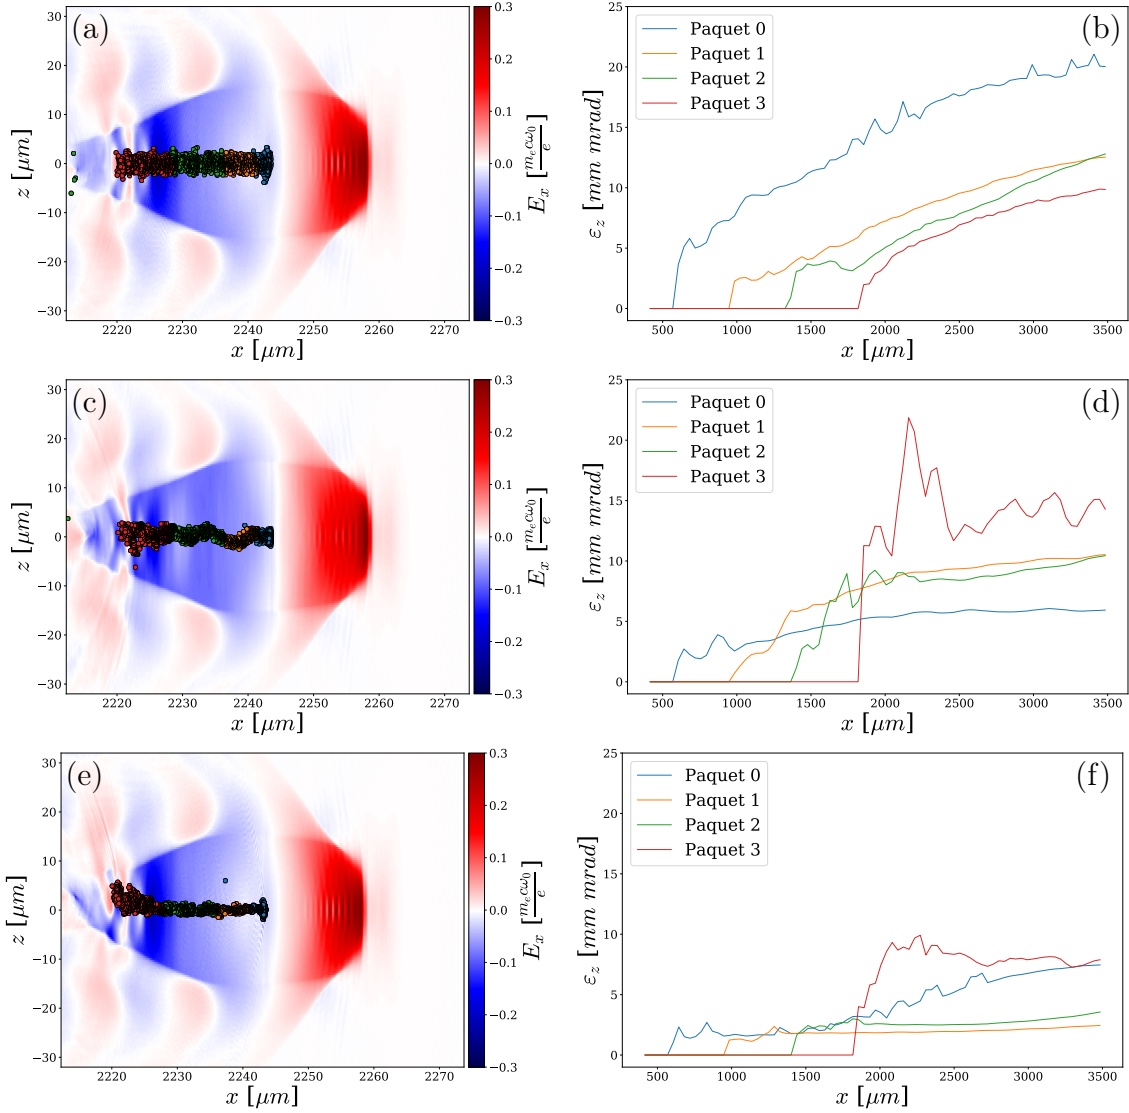 (a)
30
20
10
0
−10
−20
−30
z [μm]
2220 2230 2240 2250 2260 2270
x [μm]
0.3
0.2
0.1
0.0
−0.1
−0.2
−0.3
E_x [m_e cω_0 / e]
(b)
Paquet 0
Paquet 1
Paquet 2
Paquet 3
25
20
15
10
5
0
ε_z [mm mrad]
500 1000 1500 2000 2500 3000 3500
x [μm]
(c)
30
20
10
0
−10
−20
−30
z [μm]
2220 2230 2240 2250 2260 2270
x [μm]
0.3
0.2
0.1
0.0
−0.1
−0.2
−0.3
E_x [m_e cω_0 / e]
(d)
Paquet 0
Paquet 1
Paquet 2
Paquet 3
25
20
15
10
5
0
ε_z [mm mrad]
500 1000 1500 2000 2500 3000 3500
x [μm]
(e)
30
20
10
0
−10
−20
−30
z [μm]
2220 2230 2240 2250 2260 2270
x [μm]
0.3
0.2
0.1
0.0
−0.1
−0.2
−0.3
E_x [m_e cω_0 / e]
(f)
Paquet 0
Paquet 1
Paquet 2
Paquet 3
25
20
15
10
5
0
ε_z [mm mrad]
500 1000 1500 2000 2500 3000 3500
x [μm]